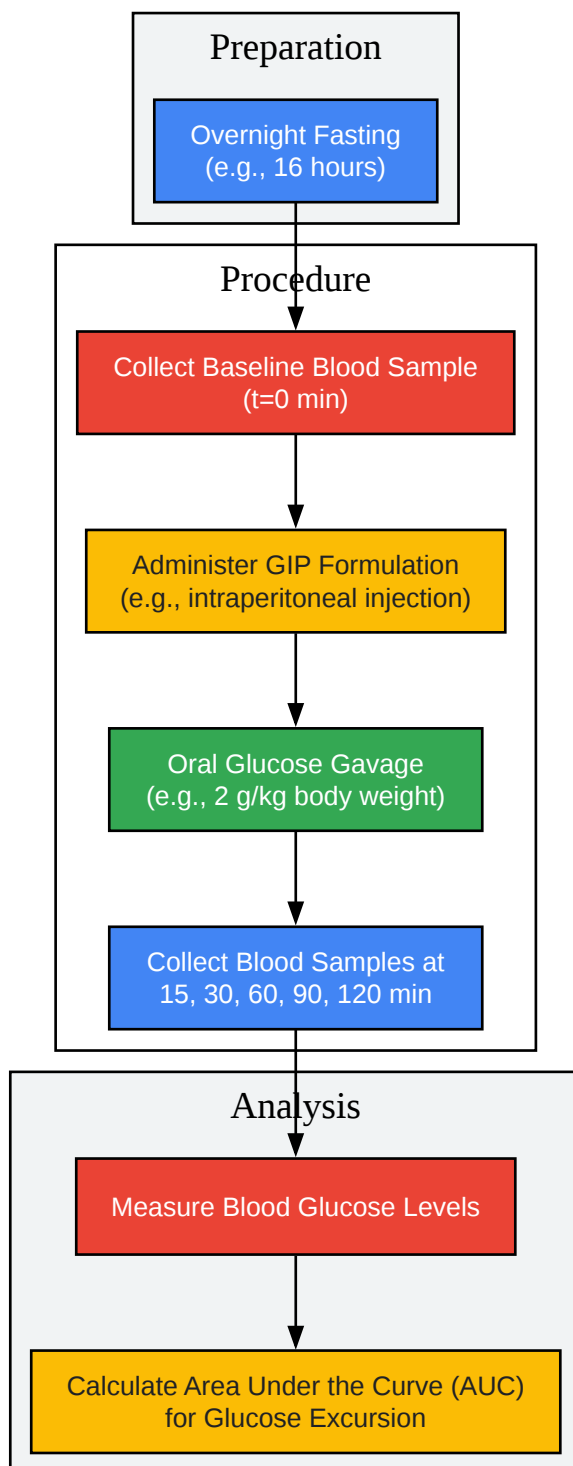 Preparation
Overnight Fasting
(e.g., 16 hours)
Procedure
Collect Baseline Blood Sample
(t=0 min)
Administer GIP Formulation
(e.g., intraperitoneal injection)
Oral Glucose Gavage
(e.g., 2 g/kg body weight)
Collect Blood Samples at
15, 30, 60, 90, 120 min
Analysis
Measure Blood Glucose Levels
Calculate Area Under the Curve (AUC)
for Glucose Excursion